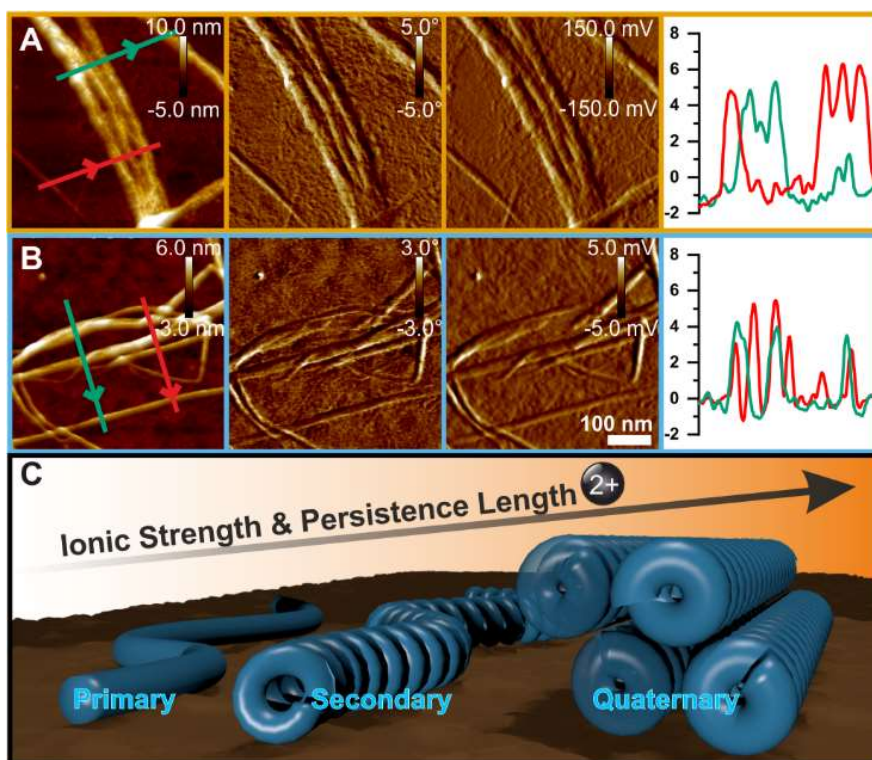 A
10.0 nm
-5.0 nm
5.0°
-5.0°
150.0 mV
-150.0 mV
8
6
4
2
0
-2
B
6.0 nm
-3.0 nm
3.0°
-3.0°
5.0 mV
-5.0 mV
100 nm
8
6
4
2
0
-2
C
Ionic Strength & Persistence Length 2+
Primary
Secondary
Quaternary